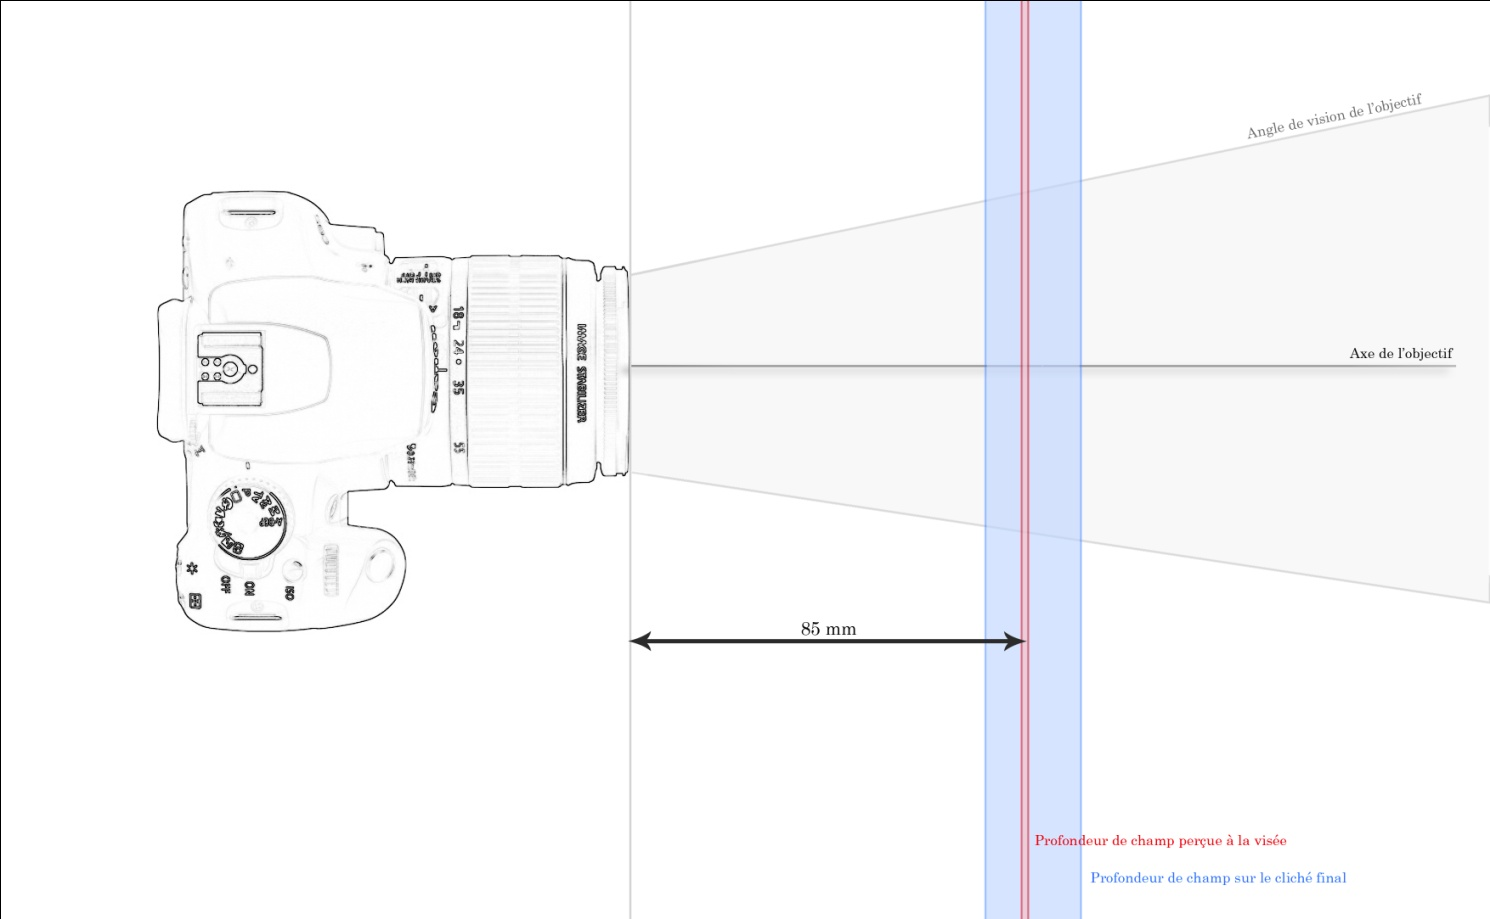 Angle de vision de l'objectif
Axe de l'objectif
18
24
35
55
IMAGE STABILIZER
OFF
ON
ISO
85 mm
Profondeur de champ perçue à la visée
Profondeur de champ sur le cliché final